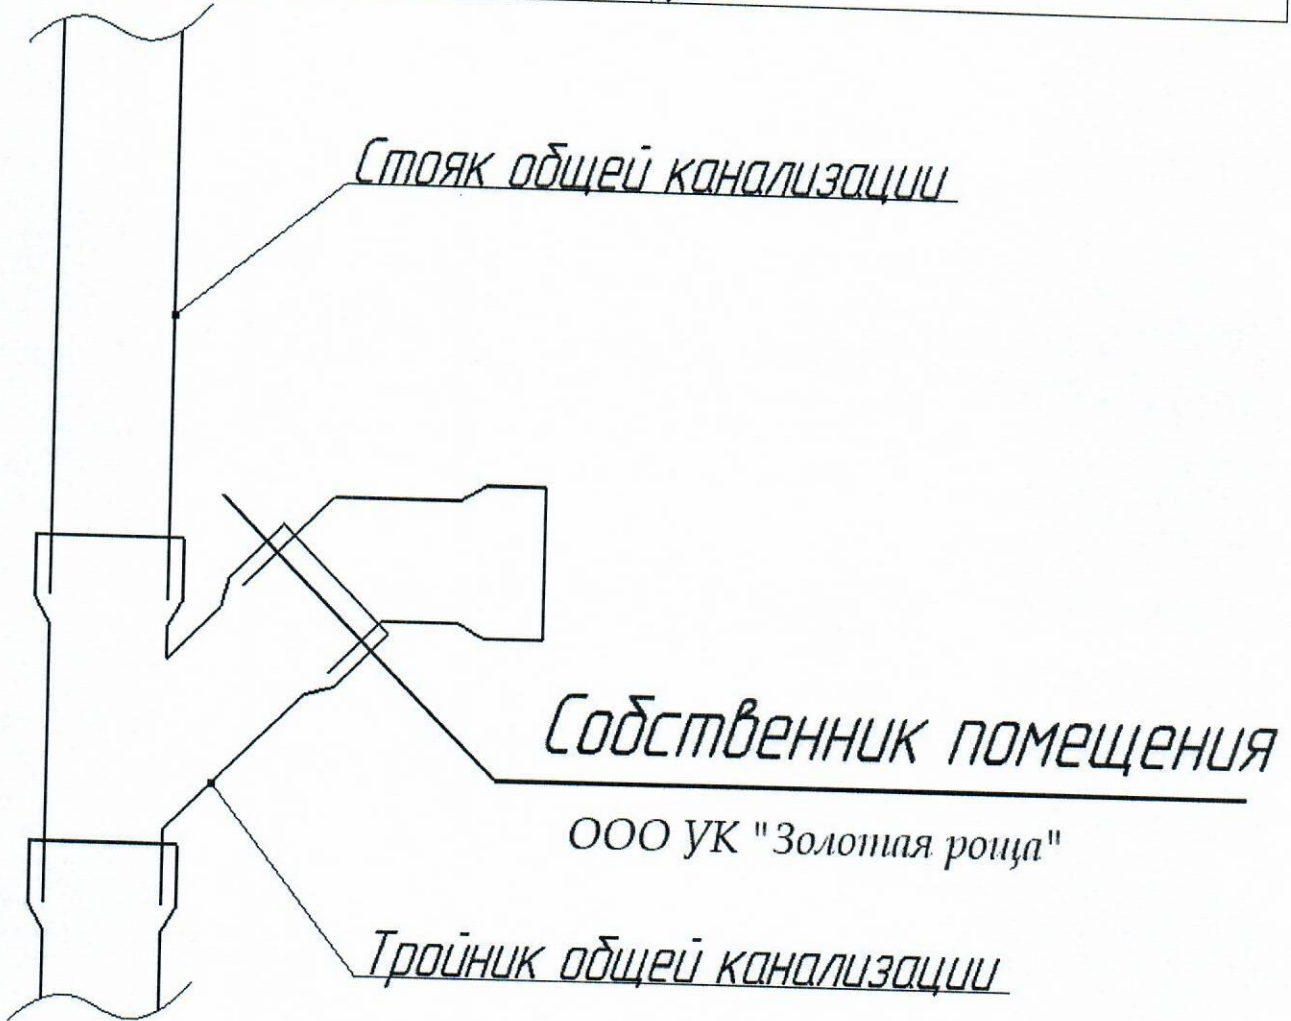 Стояк общей канализации
Собственник помещения
ООО УК "Золотая роща"
Тройник общей канализации